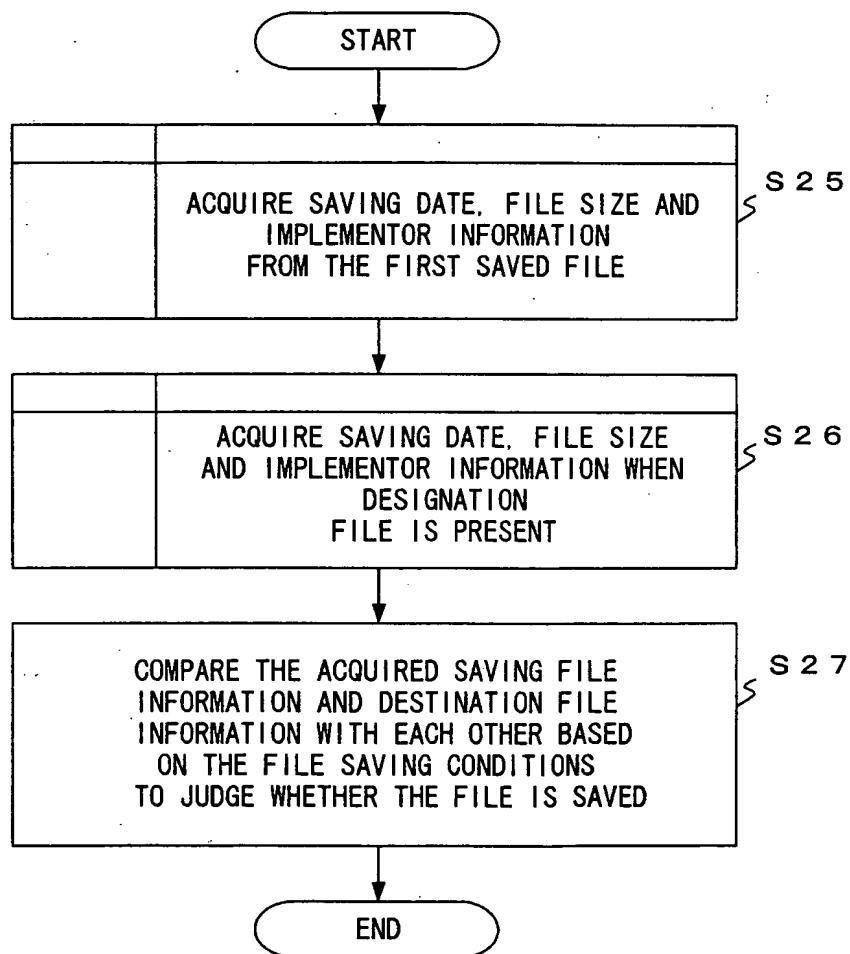 START
ACQUIRE SAVING DATE, FILE SIZE AND
IMPLEMENTOR INFORMATION
FROM THE FIRST SAVED FILE
S25
ACQUIRE SAVING DATE, FILE SIZE
AND IMPLEMENTOR INFORMATION WHEN
DESIGNATION
FILE IS PRESENT
S26
COMPARE THE ACQUIRED SAVING FILE
INFORMATION AND DESTINATION FILE
INFORMATION WITH EACH OTHER BASED
ON THE FILE SAVING CONDITIONS
TO JUDGE WHETHER THE FILE IS SAVED
S27
END